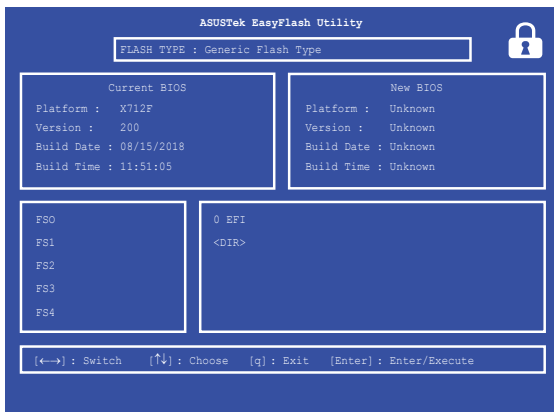 ASUSTek EasyFlash Utility
FLASH TYPE : Generic Flash Type
Current BIOS
Platform : X712F
Version : 200
Build Date : 08/15/2018
Build Time : 11:51:05
New BIOS
Platform : Unknown
Version : Unknown
Build Date : Unknown
Build Time : Unknown
FS0
FS1
FS2
FS3
FS4
0 EFI
<DIR>
[←→] : Switch [↑↓] : Choose [q] : Exit [Enter] : Enter/Execute